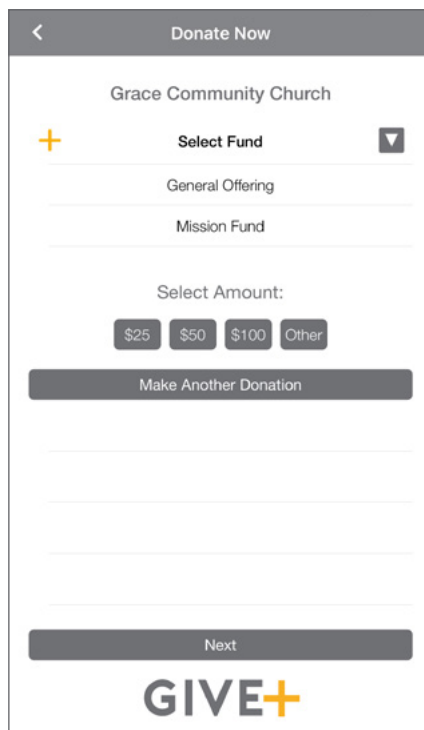 Donate Now
Grace Community Church
Select Fund
General Offering
Mission Fund
Select Amount:
$25 $50 $100 Other
Make Another Donation
Next
GIVE+